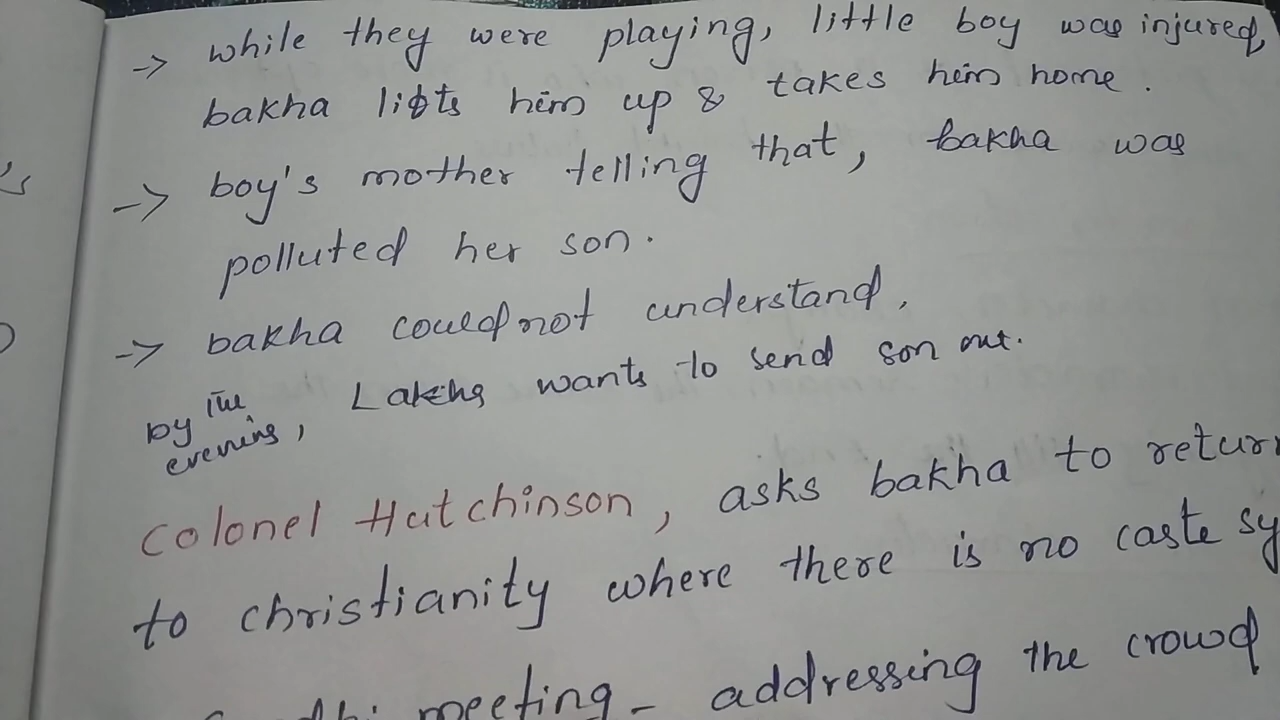 -> while they were playing, little boy was injured,
bakha lifts him up & takes him home.
-> boy's mother telling that, bakha was
polluted her son.
-> bakha could not understand,
by the evening, Lakha wants to send son out.
Colonel Hutchinson, asks bakha to return
to christianity where there is no caste sy
meeting - addressing the crowd